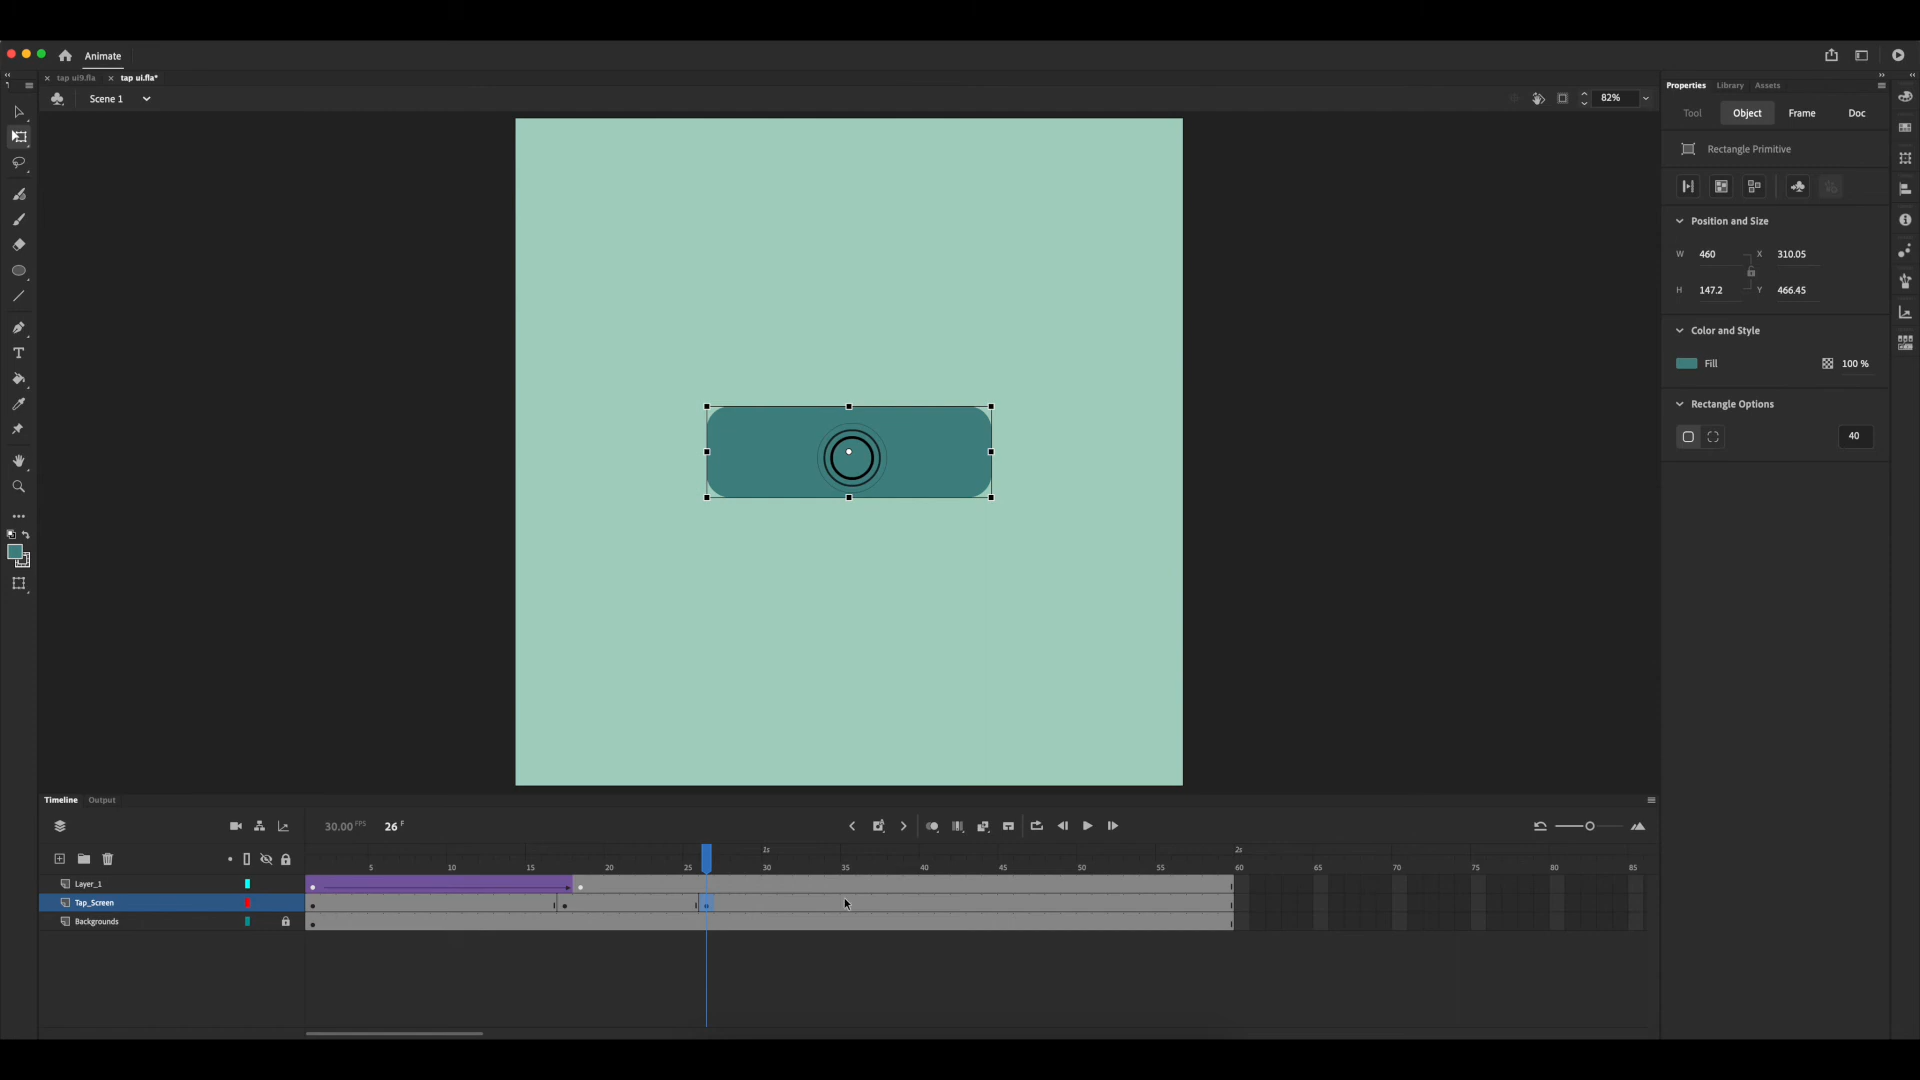 Animate
tap ui9.fla
tap ui.fla*
Scene 1
82%
Properties
Library
Assets
Tool
Object
Frame
Doc
Rectangle Primitive
Position and Size
W 460 X 310.05
H 147.2 Y 466.45
Color and Style
Fill 100 %
Rectangle Options
40
Timeline
Output
30.00 FPS
26 F
1s
2s
5 10 15 20 25 30 35 40 45 50 55 60 65 70 75 80 85
Layer_1
Tap_Screen
Backgrounds